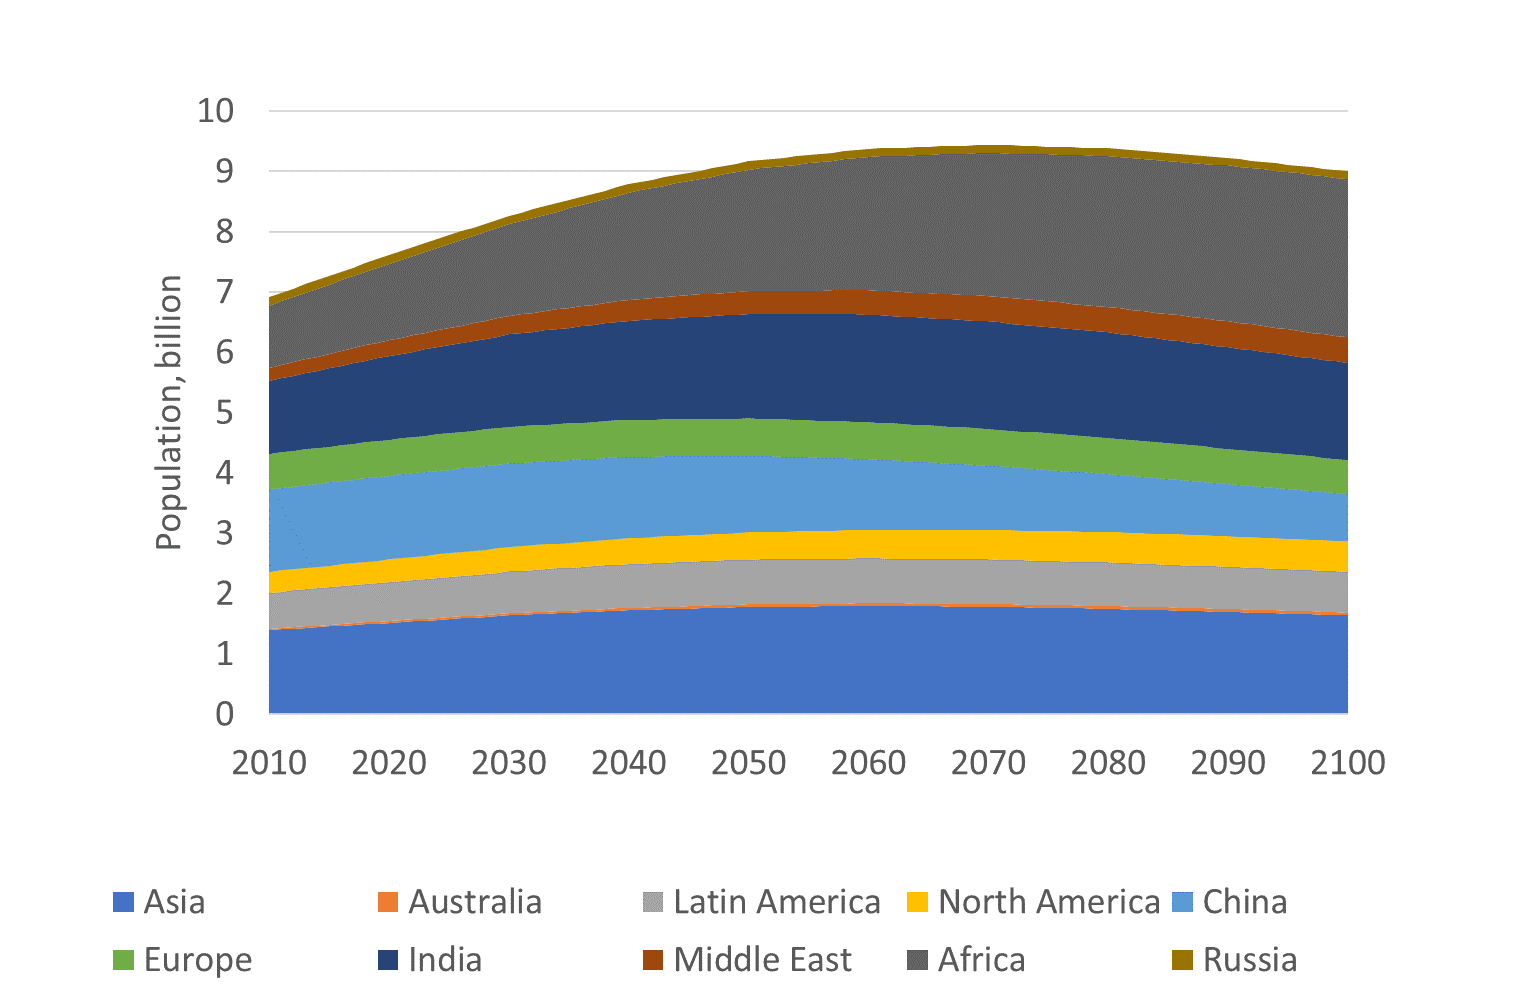 Population, billion
10
9
8
7
6
5
4
3
2
1
0
2010 2020 2030 2040 2050 2060 2070 2080 2090 2100
Asia Australia Latin America North America China
Europe India Middle East Africa Russia